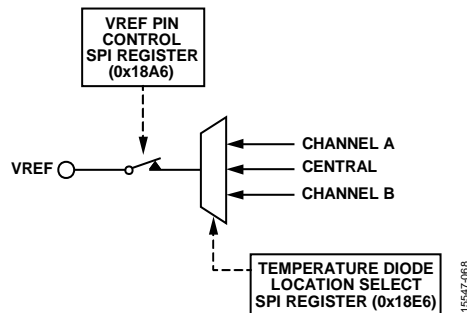 VREF PIN
CONTROL
SPI REGISTER
(0x18A6)
VREF
CHANNEL A
CENTRAL
CHANNEL B
TEMPERATURE DIODE
LOCATION SELECT
SPI REGISTER (0x18E6)
15547-068